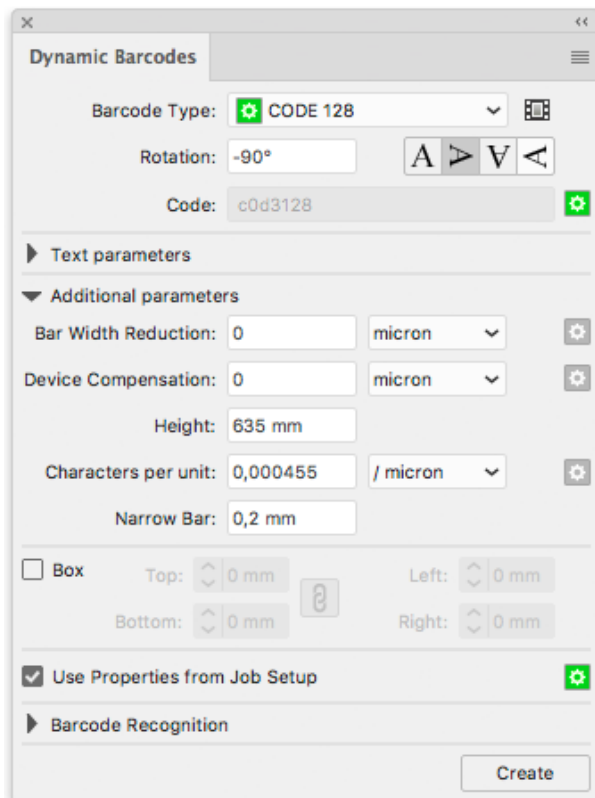 Dynamic Barcodes
Barcode Type: CODE 128
Rotation: -90° A A A A
Code: c0d3128
Text parameters
Additional parameters
Bar Width Reduction: 0 micron
Device Compensation: 0 micron
Height: 635 mm
Characters per unit: 0,000455 / micron
Narrow Bar: 0,2 mm
Box Top: 0 mm Left: 0 mm
Bottom: 0 mm Right: 0 mm
Use Properties from Job Setup
Barcode Recognition
Create